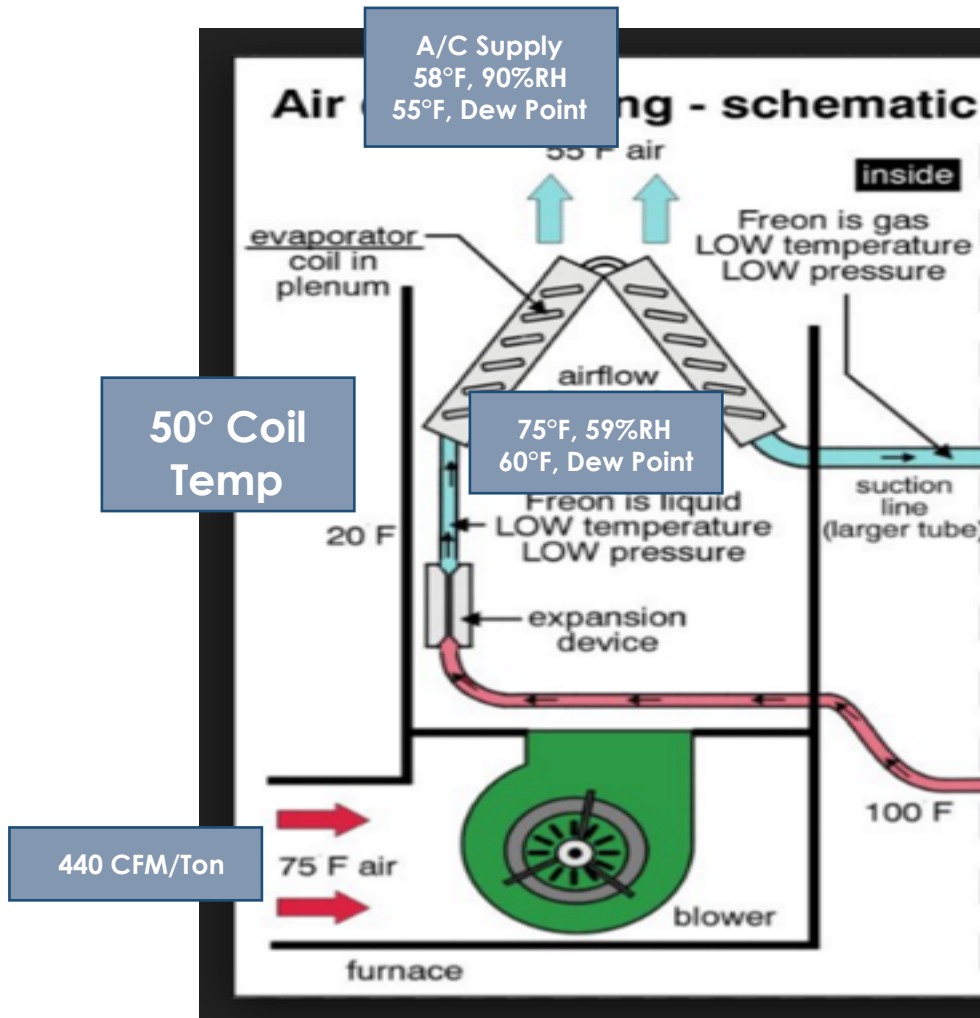 A/C Supply
58°F, 90%RH
55°F, Dew Point
Air ng - schematic
55 F air
inside
Freon is gas
LOW temperature
LOW pressure
evaporator
coil in
plenum
airflow
50° Coil
Temp
75°F, 59%RH
60°F, Dew Point
suction
line
(larger tube)
Freon is liquid
LOW temperature
LOW pressure
20 F
expansion
device
100 F
440 CFM/Ton
75 F air
blower
furnace